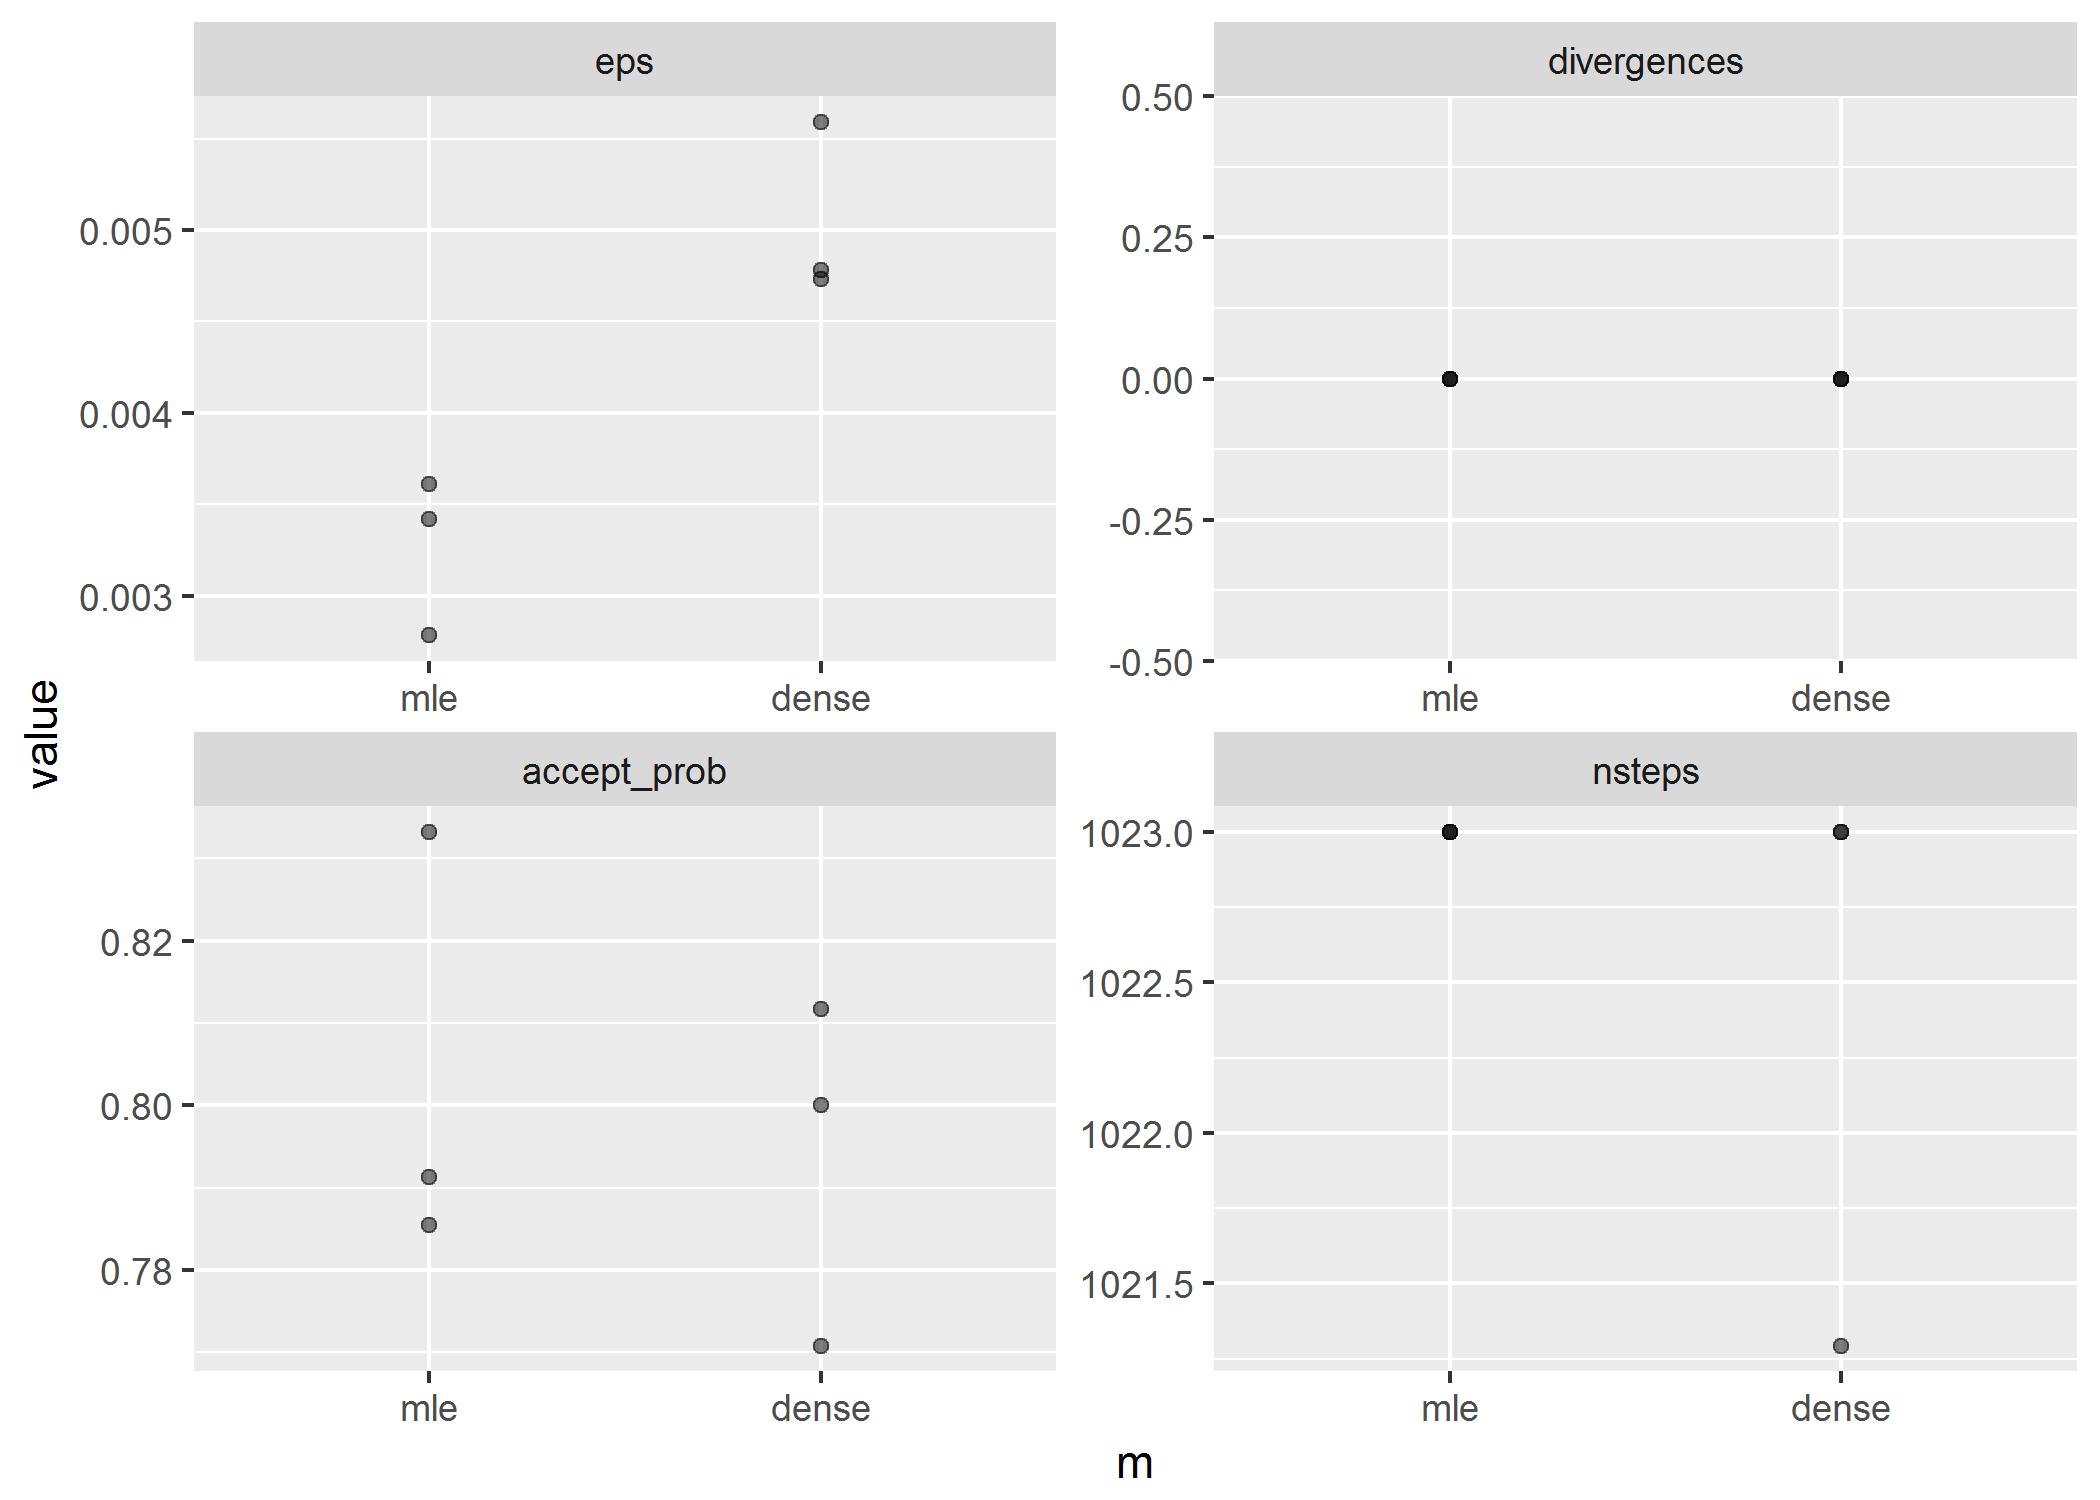 eps
divergences
0.005
0.004
0.003
mle
dense
0.50
0.25
0.00
-0.25
-0.50
mle
dense
value
accept_prob
nsteps
0.82
0.80
0.78
mle
dense
1023.0
1022.5
1022.0
1021.5
mle
dense
m